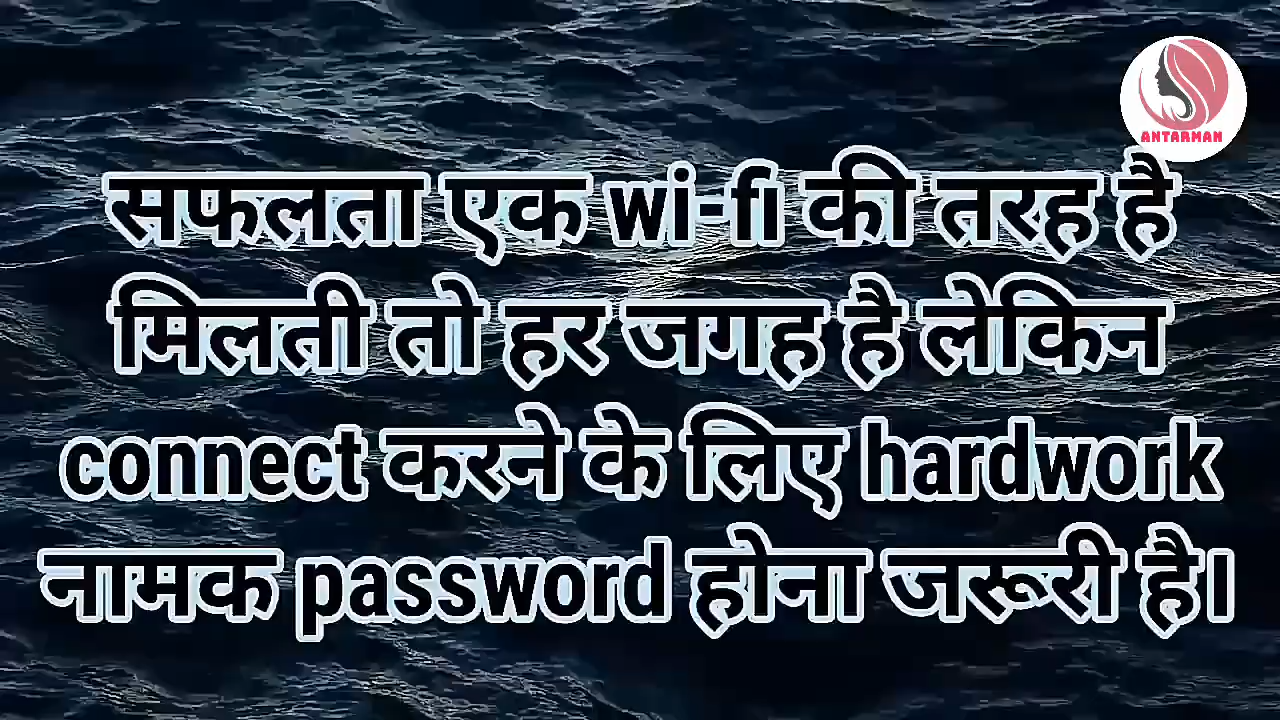 ANTARMAN
सफलता एक wi-fi की तरह है
मिलती तो हर जगह है लेकिन
connect करने के लिए hardwork
नामक password होना जरूरी है।